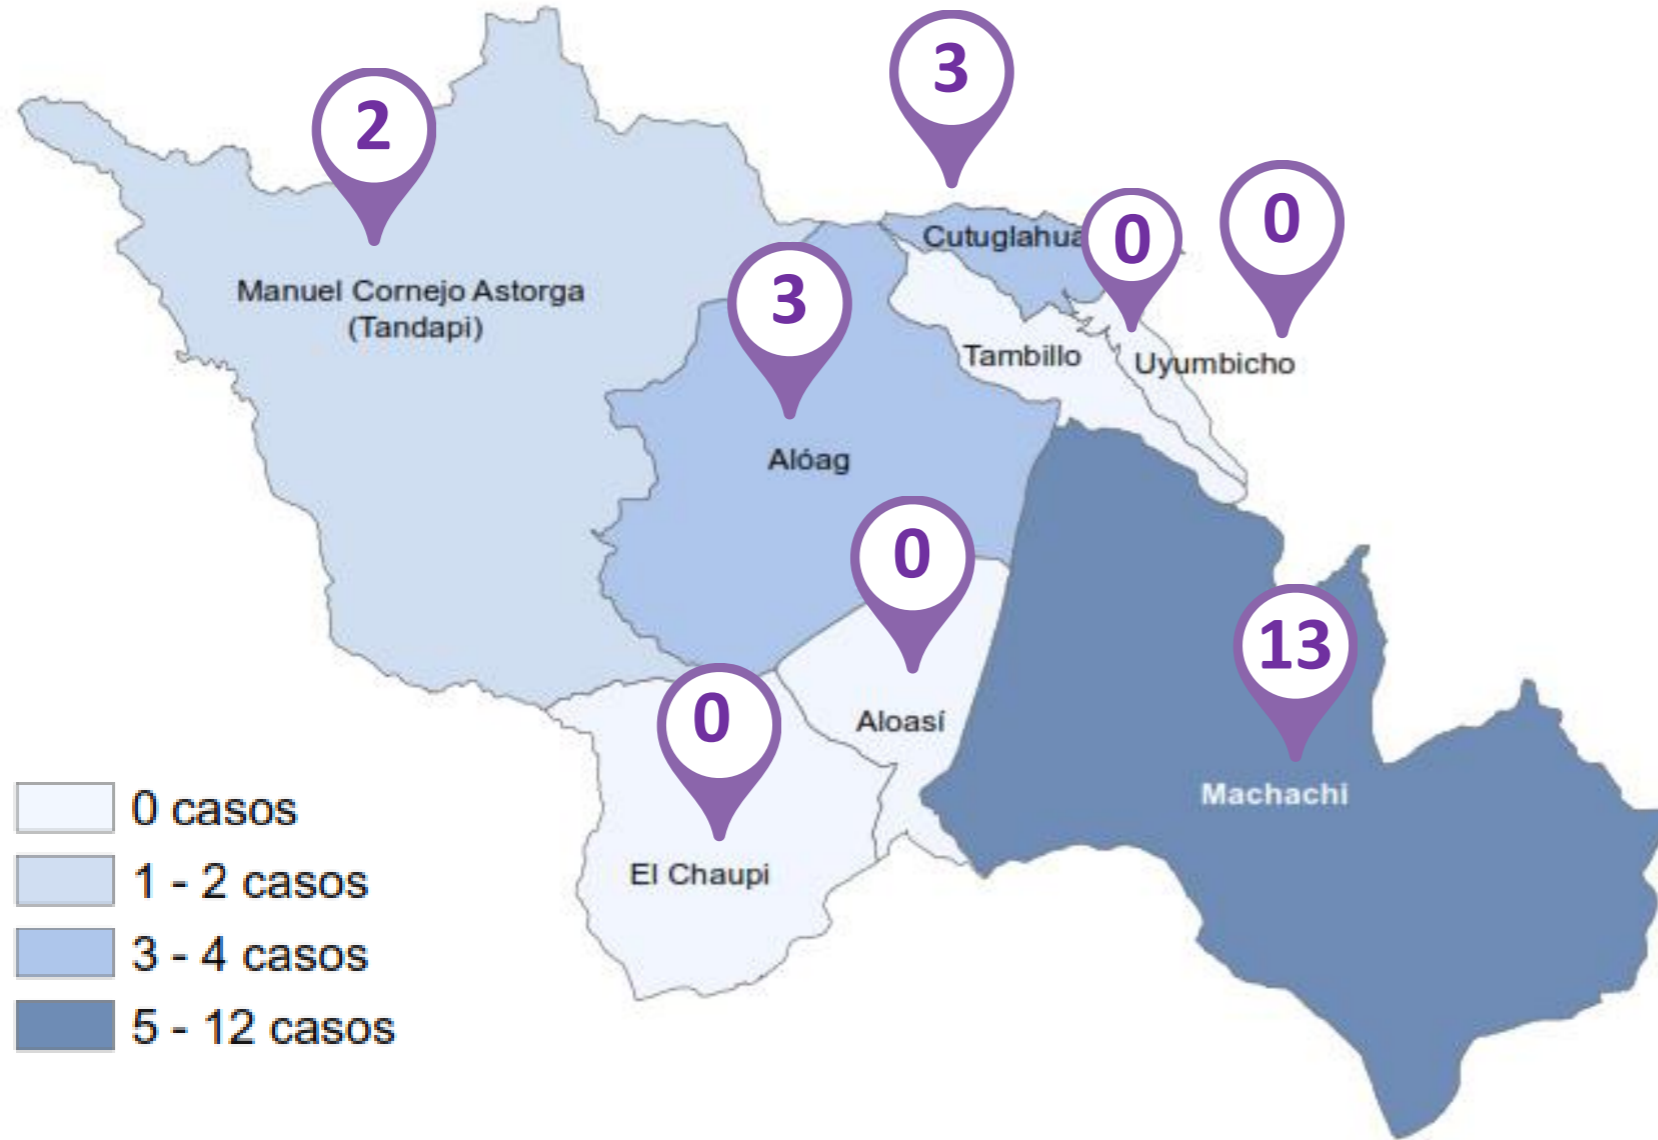 3
2
0
0
Cutuglahua
3
Manuel Cornejo Astorga
(Tandapi)
Tambillo
Uyumbicho
Alóag
0
13
0
Aloasí
Machachi
El Chaupi
0 casos
1 - 2 casos
3 - 4 casos
5 - 12 casos